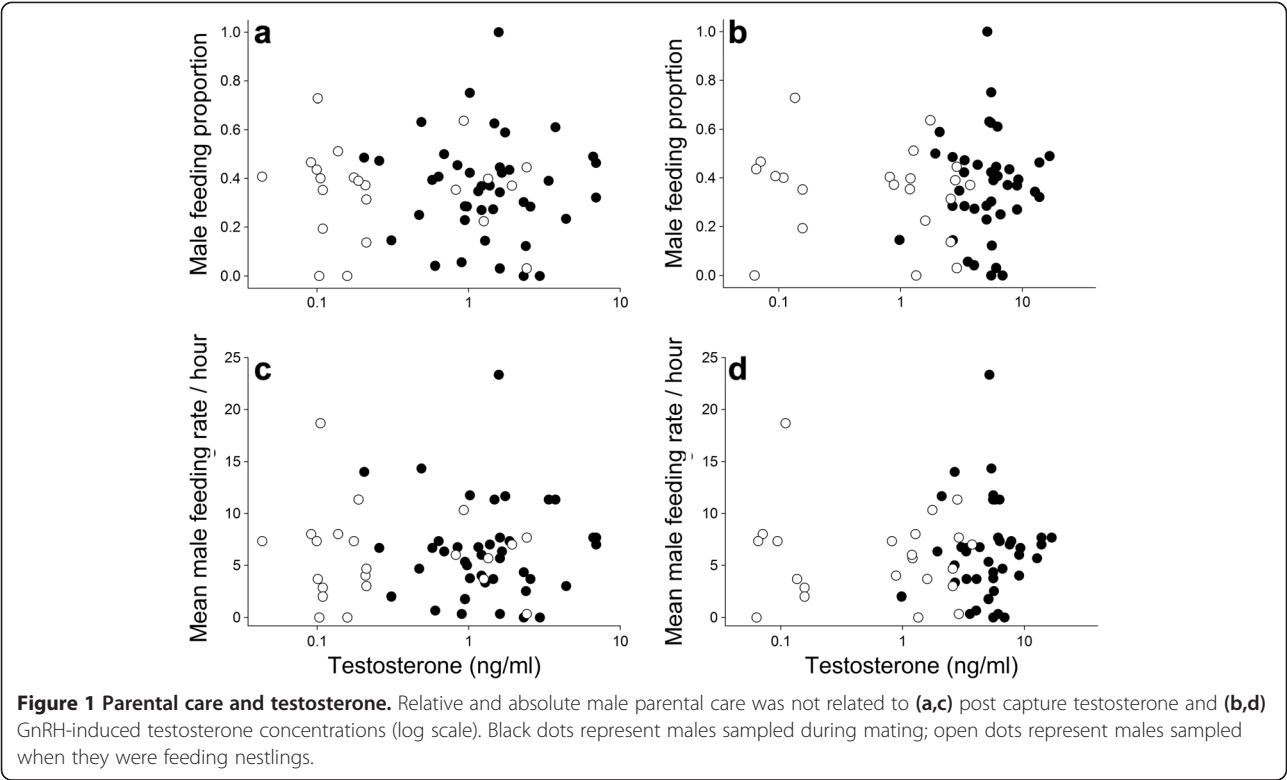 a
Male feeding proportion
1.0
0.8
0.6
0.4
0.2
0.0
0.1
1
10
b
Male feeding proprtion
1.0
0.8
0.6
0.4
0.2
0.0
0.1
1
10
c
Mean male feeding rate / hour
25
20
15
10
5
0
0.1
1
10
Testosterone (ng/ml)
d
Mean male feeding rate / hour
25
20
15
10
5
0
0.1
1
10
Testosterone (ng/ml)
Figure 1 Parental care and testosterone. Relative and absolute male parental care was not related to (a,c) post capture testosterone and (b,d)
GnRH-induced testosterone concentrations (log scale). Black dots represent males sampled during mating; open dots represent males sampled
when they were feeding nestlings.